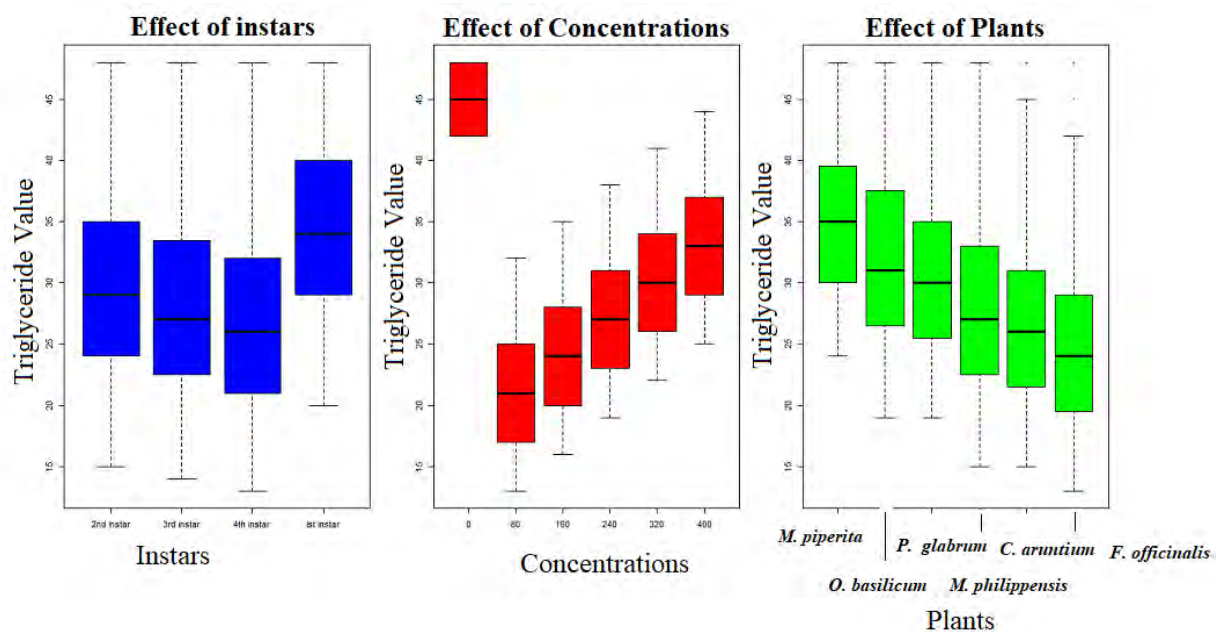 Effect of instars
Triglyceride Value
45
40
35
30
25
20
15
2nd instar 3rd instar 4th instar instar
Instars
Effect of Concentrations
Triglyceride Value
45
40
35
30
25
20
15
0 160 240 320 400
Concentrations
Effect of Plants
Triglyceride Value
45
40
35
30
25
20
15
M. piperita P. glabrum C. aruntium F. officinalis
O. basilicum M. philippensis
Plants